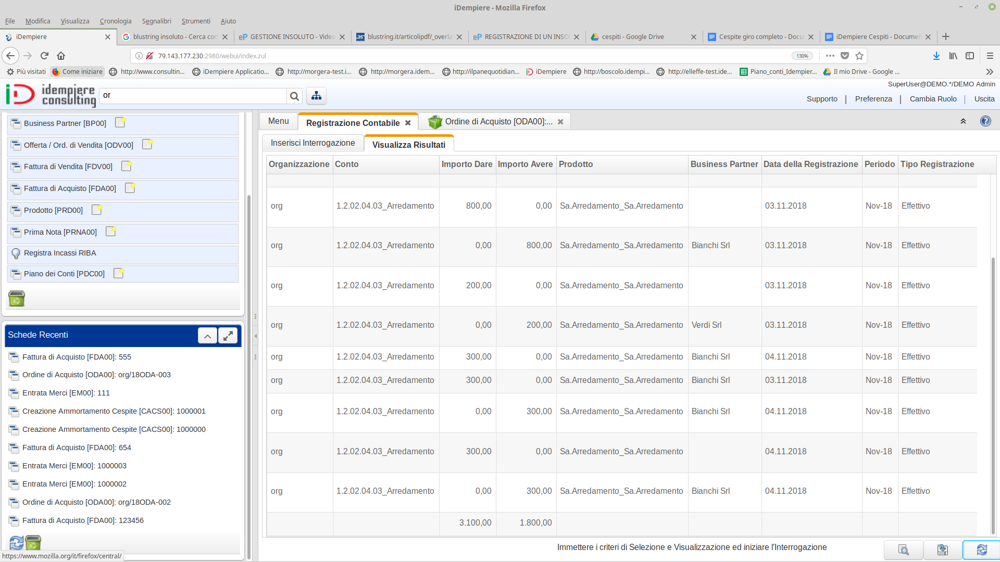 iDempiere - Mozilla Firefox
File Modifica Visualizza Cronologia Segnalibri Strumenti Aiuto
iDempiere
blustring insoluto - Cerca con
GESTIONE INSOLUTO - Video
blustring.it/articolipdf/_overla
REGISTRAZIONE DI UN INSO
cespiti - Google Drive
Cespite giro completo - Docu
iDempiere Cespiti - Documen
79.143.177.230:2980/webui/index.zul
130%
Più visitati Come iniziare http://www.consultin... iDempiere Applicatio... http://morgera-test.i... http://morgera.idem... http://ilpanequotidian... iDempiere http://boscolo.idempi... http://elleffe-test.ide... Piano_conti_Idempier... Il mio Drive - Google ...
SuperUser@DEMO.*/DEMO Admin
idempiere
consulting
or
Supporto | Preferenza | Cambia Ruolo | Uscita
Business Partner [BP00]
Offerta / Ord. di Vendita [ODV00]
Fattura di Vendita [FDV00]
Fattura di Acquisto [FDA00]
Prodotto [PRD00]
Prima Nota [PRNA00]
Registra Incassi RIBA
Piano dei Conti [PDC00]
Schede Recenti
Fattura di Acquisto [FDA00]: 555
Ordine di Acquisto [ODA00]: org/18ODA-003
Entrata Merci [EM00]: 111
Creazione Ammortamento Cespite [CACS00]: 1000001
Creazione Ammortamento Cespite [CACS00]: 1000000
Fattura di Acquisto [FDA00]: 654
Entrata Merci [EM00]: 1000003
Entrata Merci [EM00]: 1000002
Ordine di Acquisto [ODA00]: org/18ODA-002
Fattura di Acquisto [FDA00]: 123456
https://www.mozilla.org/it/firefox/central/
Menu
Registrazione Contabile
Ordine di Acquisto [ODA00]:...
Inserisci Interrogazione
Visualizza Risultati
Organizzazione Conto Importo Dare Importo Avere Prodotto Business Partner Data della Registrazione Periodo Tipo Registrazione
org 1.2.02.04.03_Arredamento 800,00 0,00 Sa.Arredamento_Sa.Arredamento 03.11.2018 Nov-18 Effettivo
org 1.2.02.04.03_Arredamento 0,00 800,00 Sa.Arredamento_Sa.Arredamento Bianchi Srl 03.11.2018 Nov-18 Effettivo
org 1.2.02.04.03_Arredamento 200,00 0,00 Sa.Arredamento_Sa.Arredamento 03.11.2018 Nov-18 Effettivo
org 1.2.02.04.03_Arredamento 0,00 200,00 Sa.Arredamento_Sa.Arredamento Verdi Srl 03.11.2018 Nov-18 Effettivo
org 1.2.02.04.03_Arredamento 300,00 0,00 Sa.Arredamento_Sa.Arredamento Bianchi Srl 04.11.2018 Nov-18 Effettivo
org 1.2.02.04.03_Arredamento 300,00 0,00 Sa.Arredamento_Sa.Arredamento Bianchi Srl 03.11.2018 Nov-18 Effettivo
org 1.2.02.04.03_Arredamento 0,00 300,00 Sa.Arredamento_Sa.Arredamento Bianchi Srl 04.11.2018 Nov-18 Effettivo
org 1.2.02.04.03_Arredamento 300,00 0,00 Sa.Arredamento_Sa.Arredamento 04.11.2018 Nov-18 Effettivo
org 1.2.02.04.03_Arredamento 0,00 300,00 Sa.Arredamento_Sa.Arredamento Bianchi Srl 04.11.2018 Nov-18 Effettivo
3.100,00 1.800,00
Immettere i criteri di Selezione e Visualizzazione ed iniziare l'Interrogazione